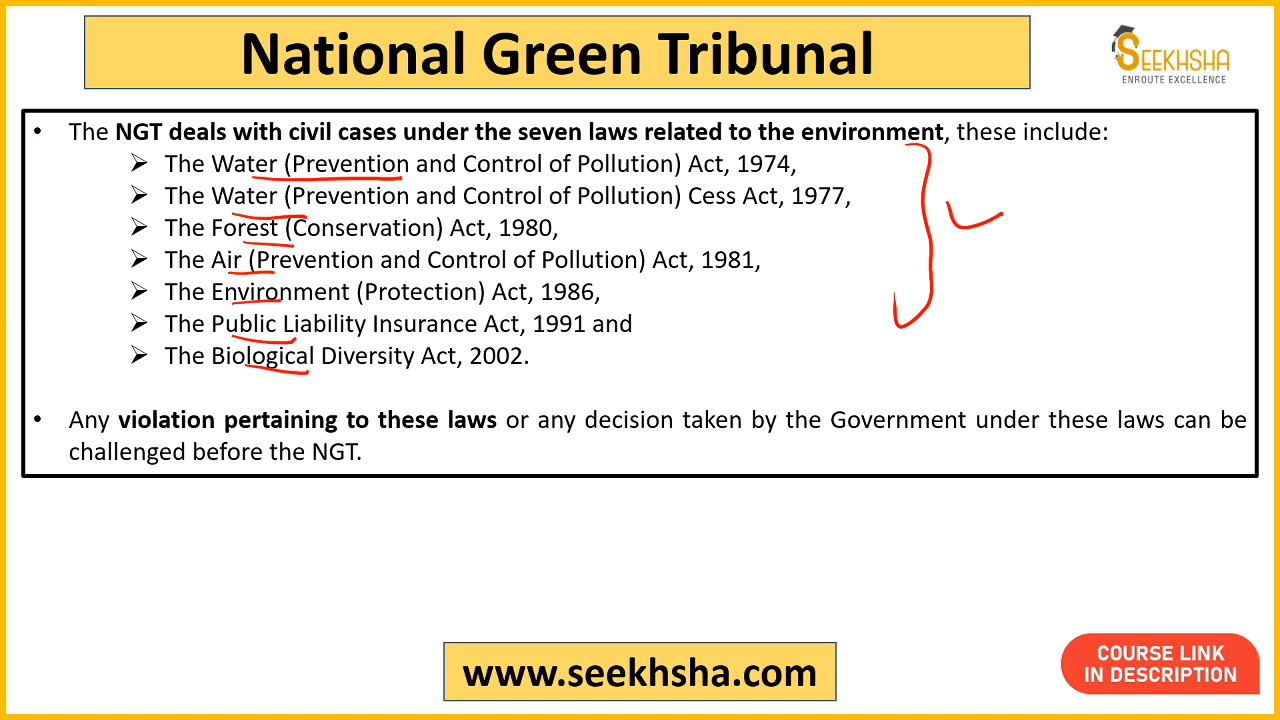 National Green Tribunal
SEEKHSHA
ENROUTE EXCELLENCE
• The NGT deals with civil cases under the seven laws related to the environment, these include:
➢ The Water (Prevention and Control of Pollution) Act, 1974,
➢ The Water (Prevention and Control of Pollution) Cess Act, 1977,
➢ The Forest (Conservation) Act, 1980,
➢ The Air (Prevention and Control of Pollution) Act, 1981,
➢ The Environment (Protection) Act, 1986,
➢ The Public Liability Insurance Act, 1991 and
➢ The Biological Diversity Act, 2002.
• Any violation pertaining to these laws or any decision taken by the Government under these laws can be
challenged before the NGT.
www.seekhsha.com
COURSE LINK
IN DESCRIPTION